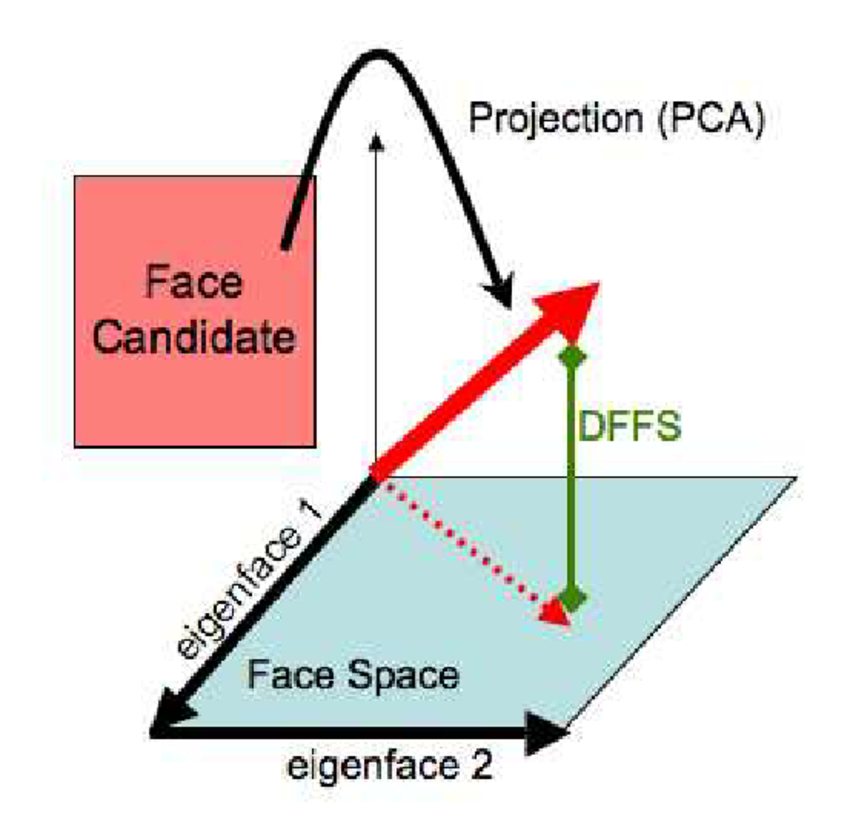 Projection (PCA)
Face
Candidate
DFFS
eigenface 1
Face Space
eigenface 2